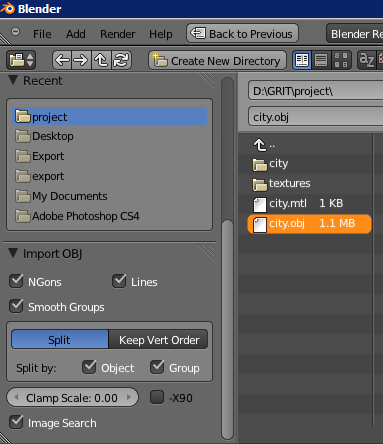 Blender
File Add Render Help Back to Previous Blender Re
Create New Directory
Recent
project
Desktop
Export
export
My Documents
Adobe Photoshop CS4
D:\GRIT\project\
city.obj
..
city
textures
city.mtl 1 KB
city.obj 1.1 MB
Import OBJ
NGons Lines
Smooth Groups
Split Keep Vert Order
Split by: Object Group
Clamp Scale: 0.00 -X90
Image Search